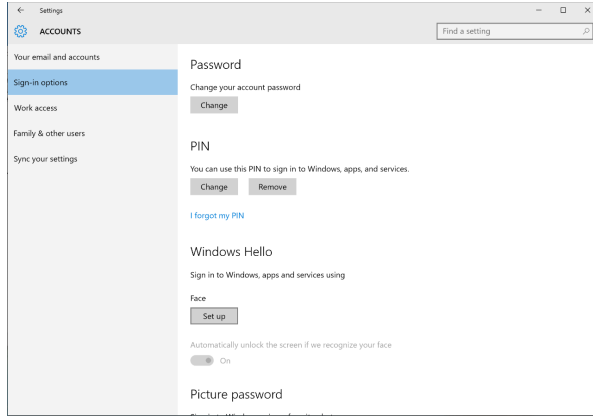 Settings
ACCOUNTS
Find a setting
Your email and accounts
Sign-in options
Work access
Family & other users
Sync your settings
Password
Change your account password
Change
PIN
You can use this PIN to sign in to Windows, apps, and services.
Change Remove
I forgot my PIN
Windows Hello
Sign in to Windows, apps and services using
Face
Set up
Automatically unlock the screen if we recognize your face
On
Picture password